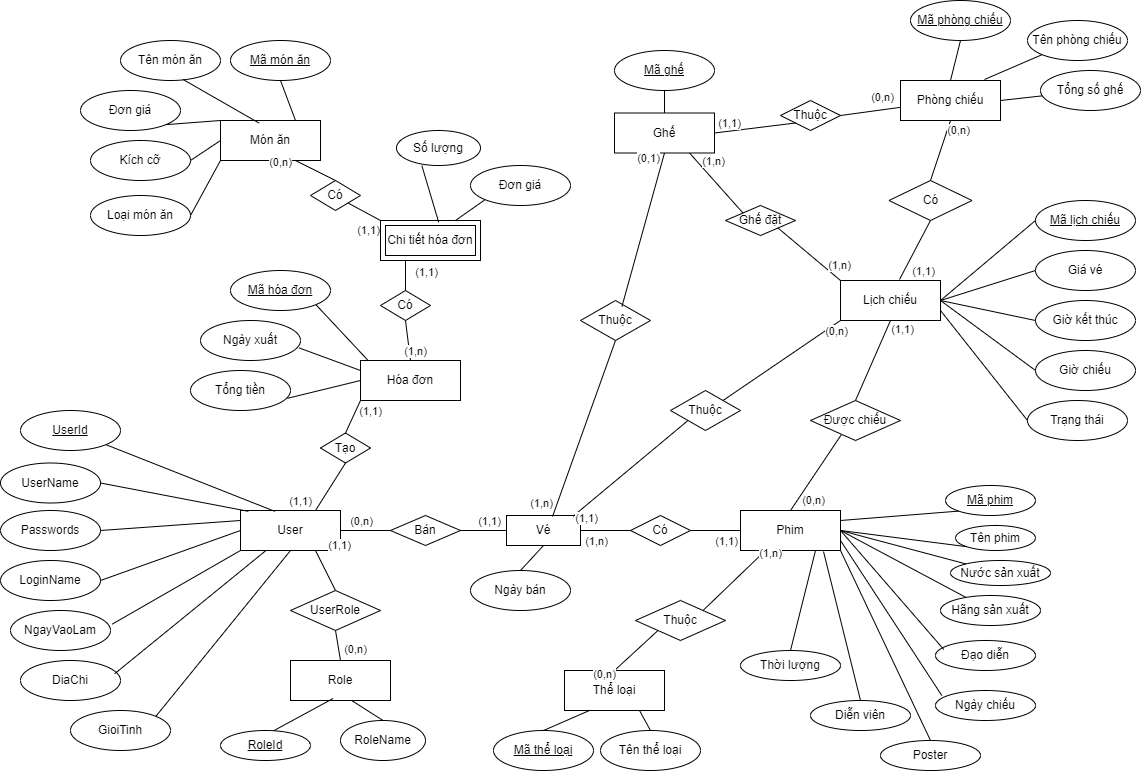 Mã phòng chiếu
Tên phòng chiếu
Tổng số ghế
Phòng chiếu
(0,n)
(0,n)
Thuộc
(1,1)
Mã ghế
Ghế
(0,1)
(1,n)
Tên món ăn
Mã món ăn
Đơn giá
Kích cỡ
Loại món ăn
Món ăn
(0,n)
Có
(1,1)
Số lượng
Đơn giá
Chi tiết hóa đơn
(1,1)
Có
(1,n)
Mã hóa đơn
Ngày xuất
Tổng tiền
Hóa đơn
(1,1)
Tạo
(1,1)
Ghế đặt
(1,n)
Có
(1,1)
Mã lịch chiếu
Giá vé
Giờ kết thúc
Giờ chiếu
Trạng thái
Lịch chiếu
(0,n)
(1,1)
Thuộc
Thuộc
Được chiếu
(0,n)
UserId
UserName
Passwords
LoginName
NgayVaoLam
DiaChi
GioiTinh
User
(0,n)
(1,1)
Bán
(1,1)
(1,n)
Vé
(1,1)
(1,n)
Ngày bán
Có
(1,1)
Phim
(1,n)
Mã phim
Tên phim
Nước sản xuất
Hãng sản xuất
Đạo diễn
Ngày chiếu
Poster
Diễn viên
Thời lượng
UserRole
(0,n)
Role
RoleId
RoleName
Thuộc
(0,n)
Thể loại
Mã thể loại
Tên thể loại